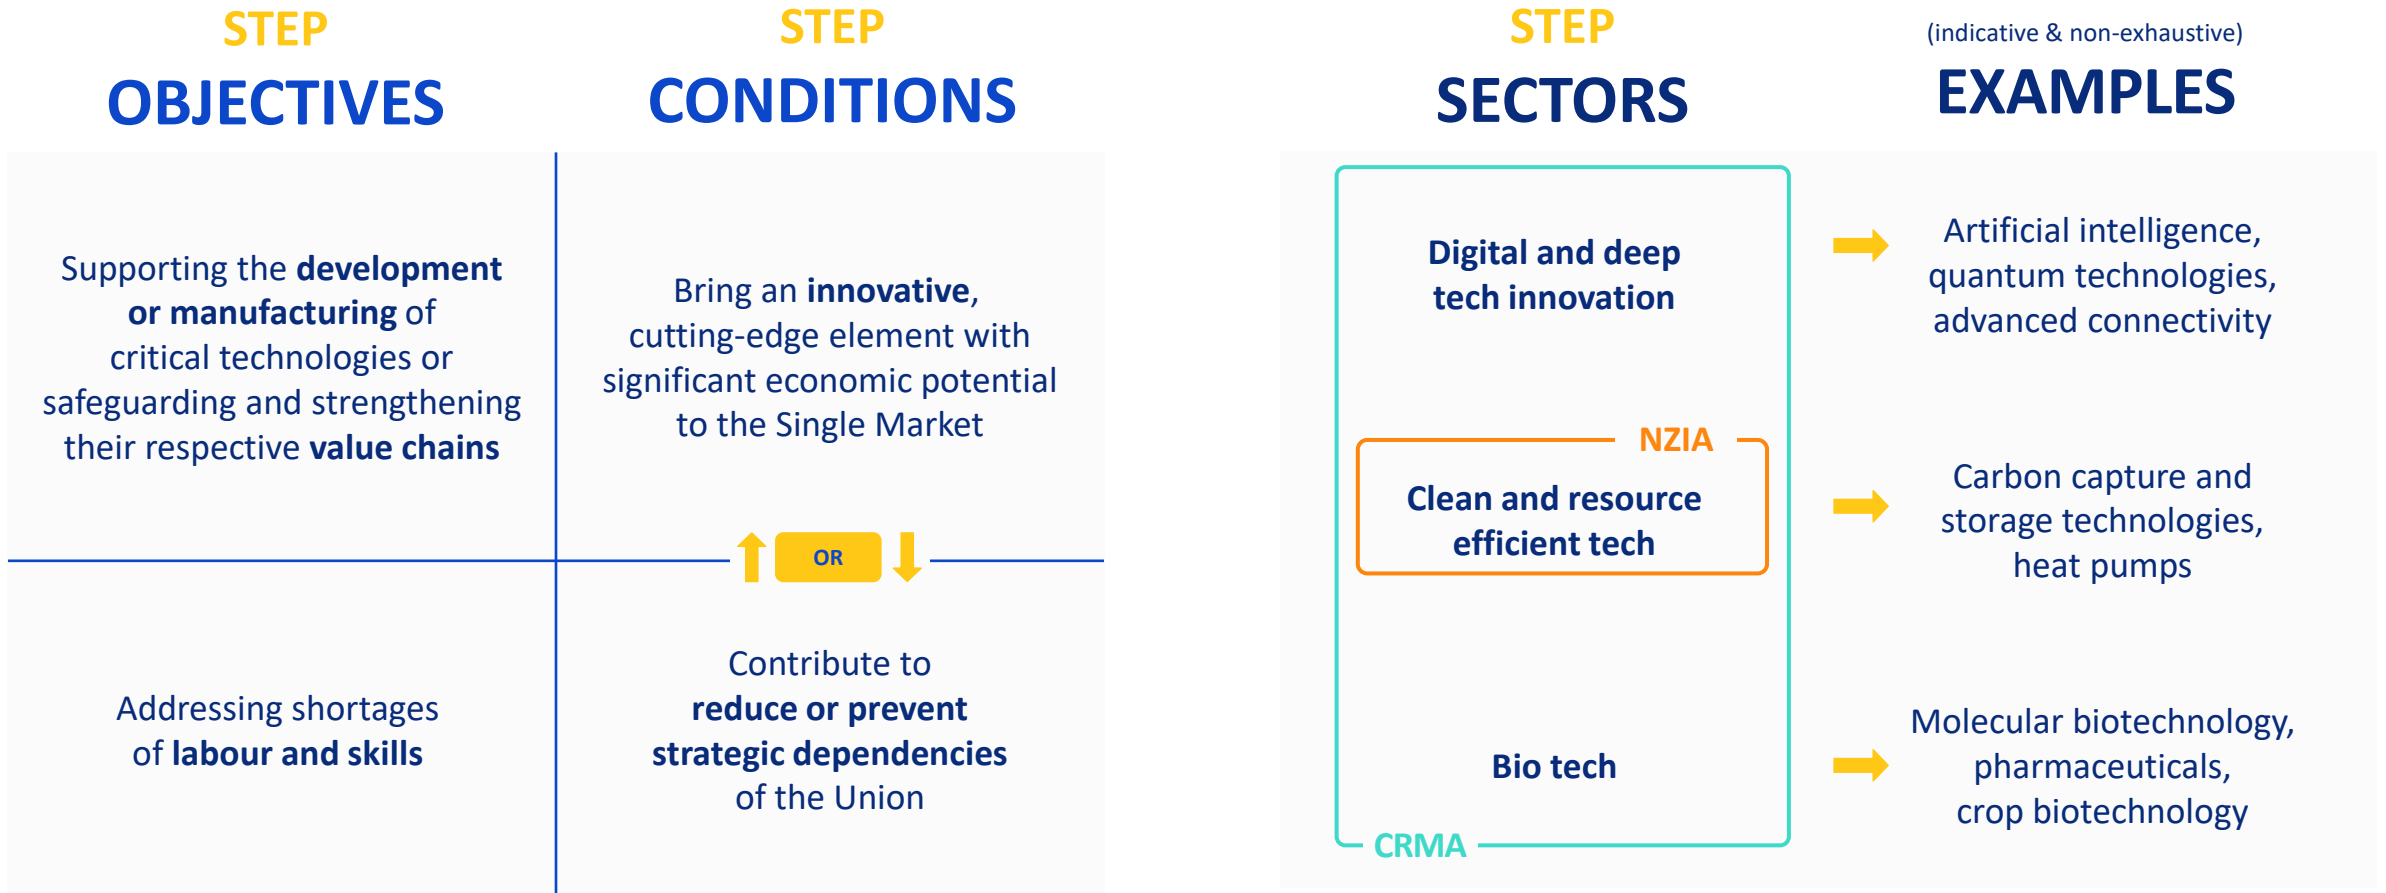 STEP
OBJECTIVES
Supporting the development
or manufacturing of
critical technologies or
safeguarding and strengthening
their respective value chains
Addressing shortages
of labour and skills
STEP
CONDITIONS
Bring an innovative,
cutting-edge element with
significant economic potential
to the Single Market
OR
Contribute to
reduce or prevent
strategic dependencies
of the Union
STEP
SECTORS
(indicative & non-exhaustive)
EXAMPLES
Digital and deep
tech innovation
Artificial intelligence,
quantum technologies,
advanced connectivity
NZIA
Clean and resource
efficient tech
Carbon capture and
storage technologies,
heat pumps
Bio tech
Molecular biotechnology,
pharmaceuticals,
crop biotechnology
CRMA